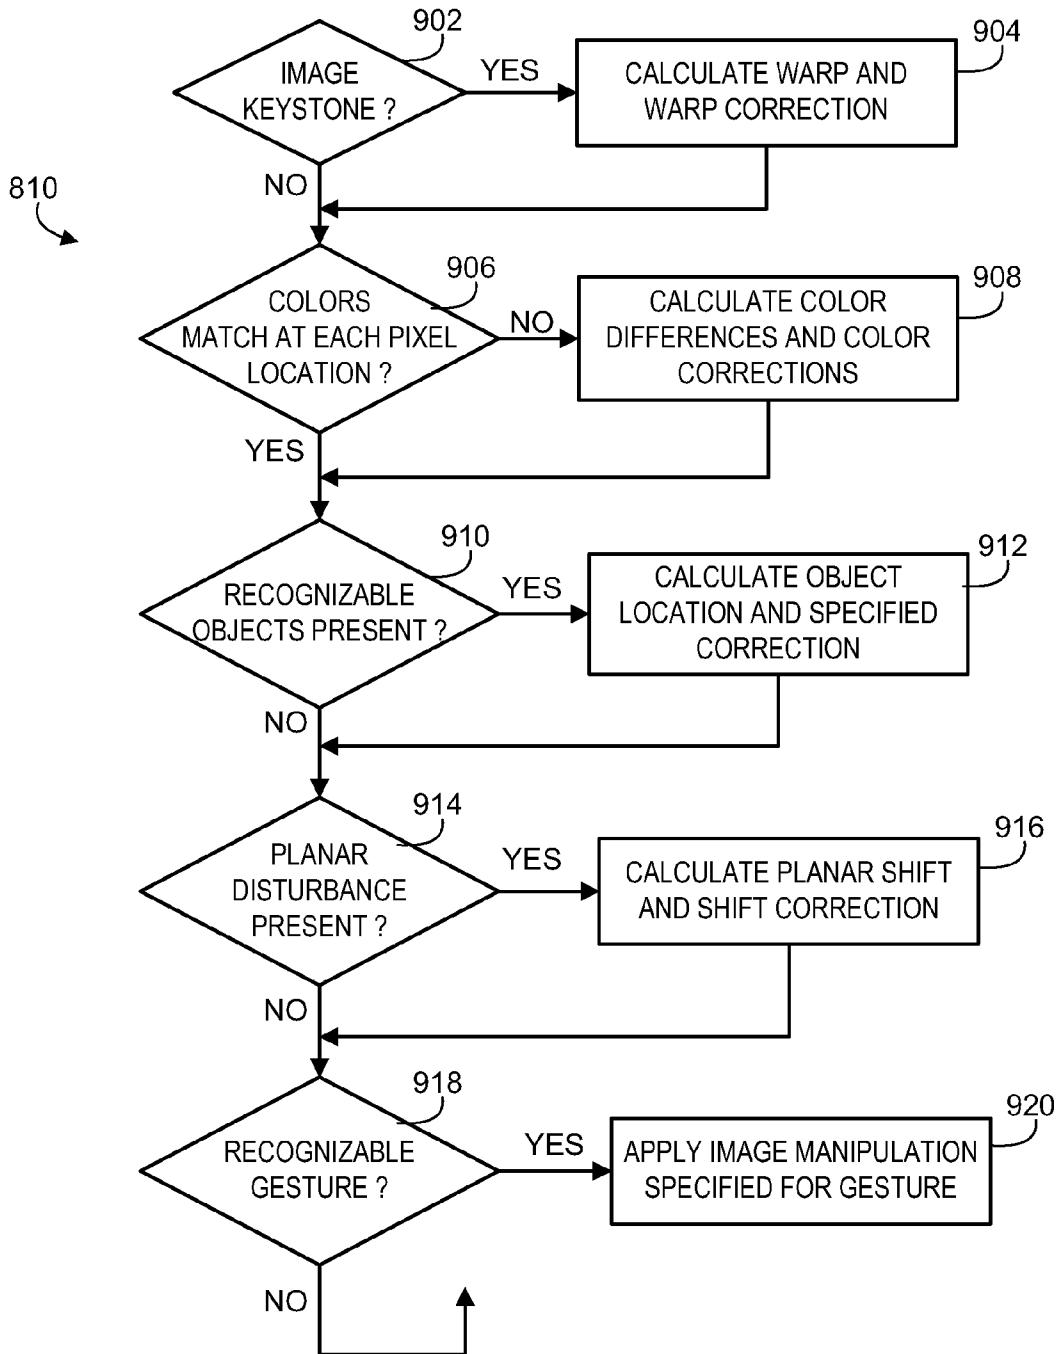 902
IMAGE
KEYSTONE ?
YES
904
CALCULATE WARP AND
WARP CORRECTION
NO
810
906
COLORS
MATCH AT EACH PIXEL
LOCATION ?
NO
908
CALCULATE COLOR
DIFFERENCES AND COLOR
CORRECTIONS
YES
910
RECOGNIZABLE
OBJECTS PRESENT ?
YES
912
CALCULATE OBJECT
LOCATION AND SPECIFIED
CORRECTION
NO
914
PLANAR
DISTURBANCE
PRESENT ?
YES
916
CALCULATE PLANAR SHIFT
AND SHIFT CORRECTION
NO
918
RECOGNIZABLE
GESTURE ?
YES
920
APPLY IMAGE MANIPULATION
SPECIFIED FOR GESTURE
NO